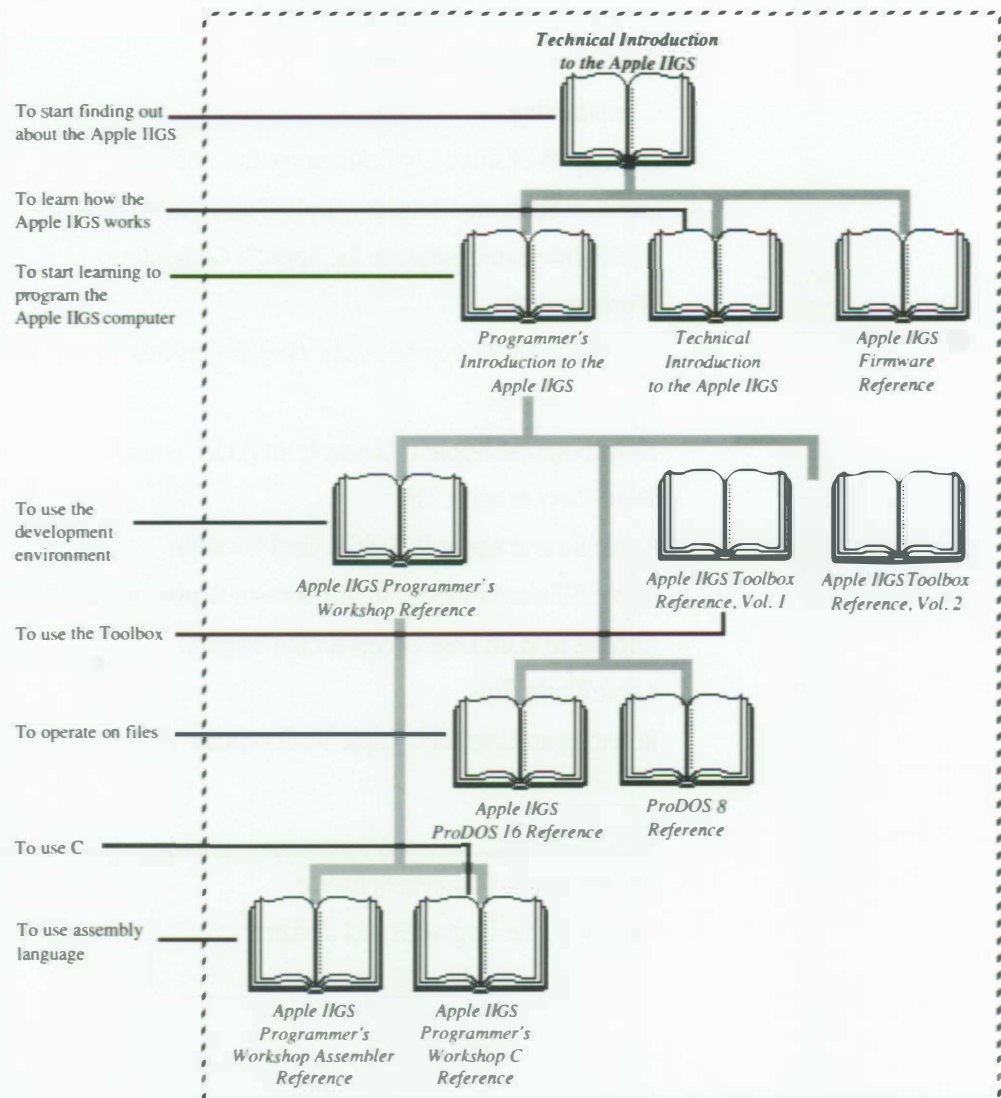 Technical Introduction
to the Apple IIGS
To start finding out
about the Apple IIGS
To learn how the
Apple IIGS works
To start learning to
program the
Apple IIGS computer
Programmer's
Introduction to the
Apple IIGS
Technical
Introduction
to the Apple IIGS
Apple IIGS
Firmware
Reference
To use the
development
environment
Apple IIGS Programmer's
Workshop Reference
Apple IIGS Toolbox
Reference, Vol. 1
Apple IIGS Toolbox
Reference, Vol. 2
To use the Toolbox
To operate on files
Apple IIGS
ProDOS 16 Reference
ProDOS 8
Reference
To use C
To use assembly
language
Apple IIGS
Programmer's
Workshop Assembler
Reference
Apple IIGS
Programmer's
Workshop C
Reference